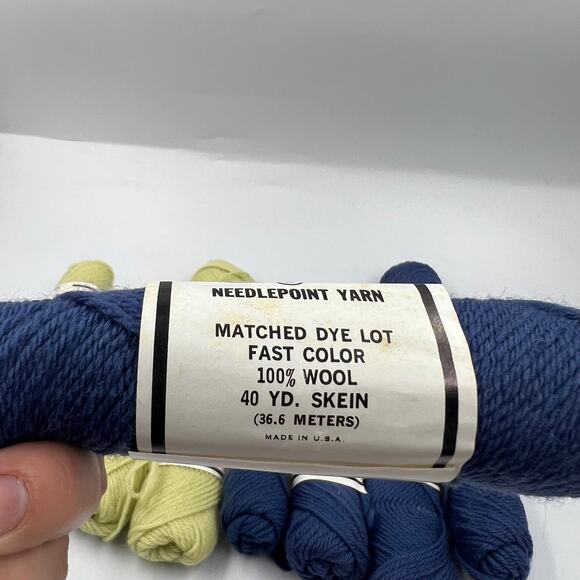 NEEDLEPOINT YARN
MATCHED DYE LOT
FAST COLOR
100% WOOL
40 YD. SKEIN
(36.6 METERS)
MADE IN U.S.A.